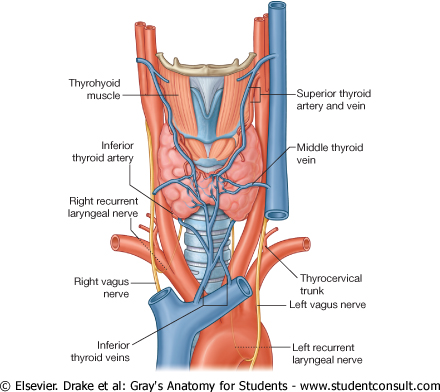 Thyrohyoid
muscle
Superior thyroid
artery and vein
Inferior
thyroid artery
Middle thyroid
vein
Right recurrent
laryngeal nerve
Right vagus
nerve
Thyrocervical
trunk
Left vagus nerve
Inferior
thyroid veins
Left recurrent
laryngeal nerve
© Elsevier. Drake et al: Gray's Anatomy for Students - www.studentconsult.com